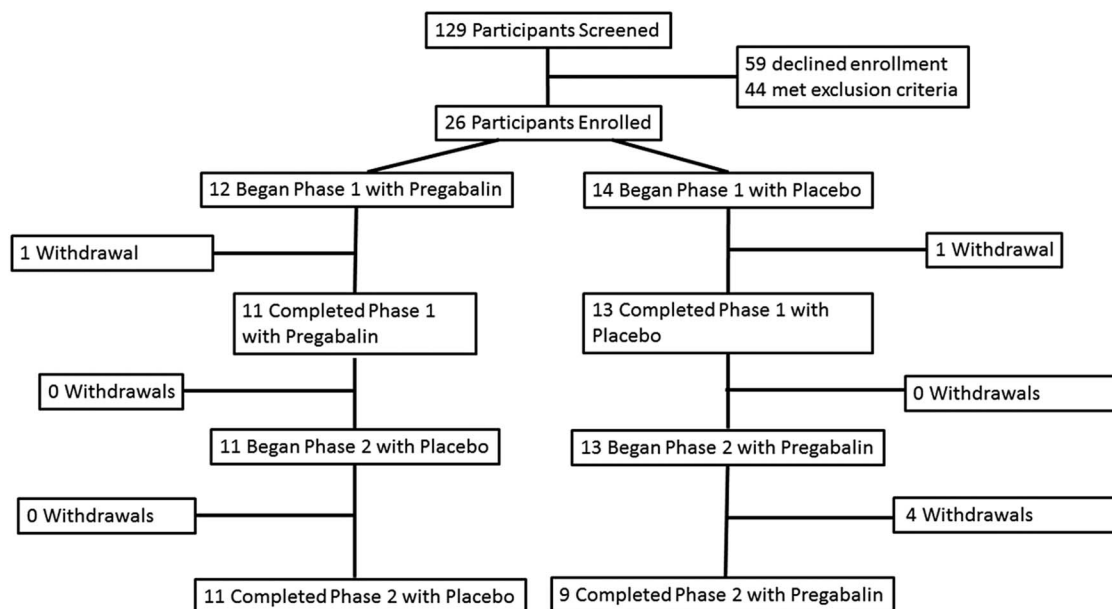 129 Participants Screened
59 declined enrollment
44 met exclusion criteria
26 Participants Enrolled
12 Began Phase 1 with Pregabalin
14 Began Phase 1 with Placebo
1 Withdrawal
1 Withdrawal
11 Completed Phase 1
with Pregabalin
13 Completed Phase 1 with
Placebo
0 Withdrawals
0 Withdrawals
11 Began Phase 2 with Placebo
13 Began Phase 2 with Pregabalin
0 Withdrawals
4 Withdrawals
11 Completed Phase 2 with Placebo
9 Completed Phase 2 with Pregabalin